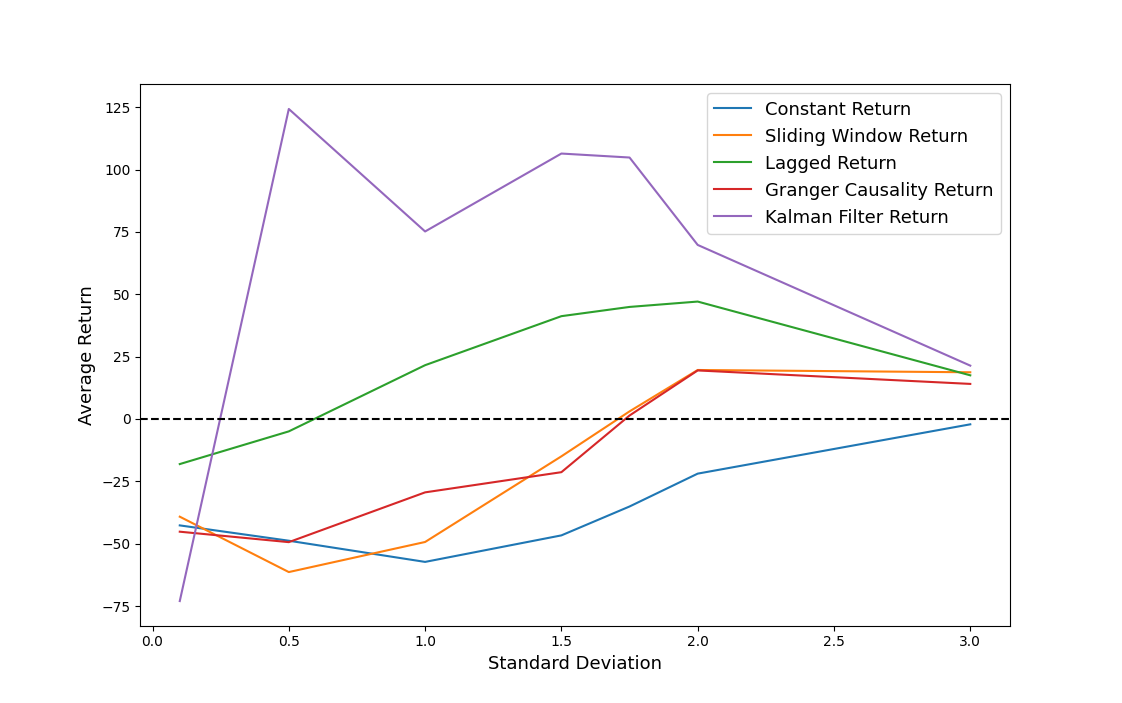 Constant Return
Sliding Window Return
Lagged Return
Granger Causality Return
Kalman Filter Return
Average Return
125
100
75
50
25
0
−25
−50
−75
0.0 0.5 1.0 1.5 2.0 2.5 3.0
Standard Deviation